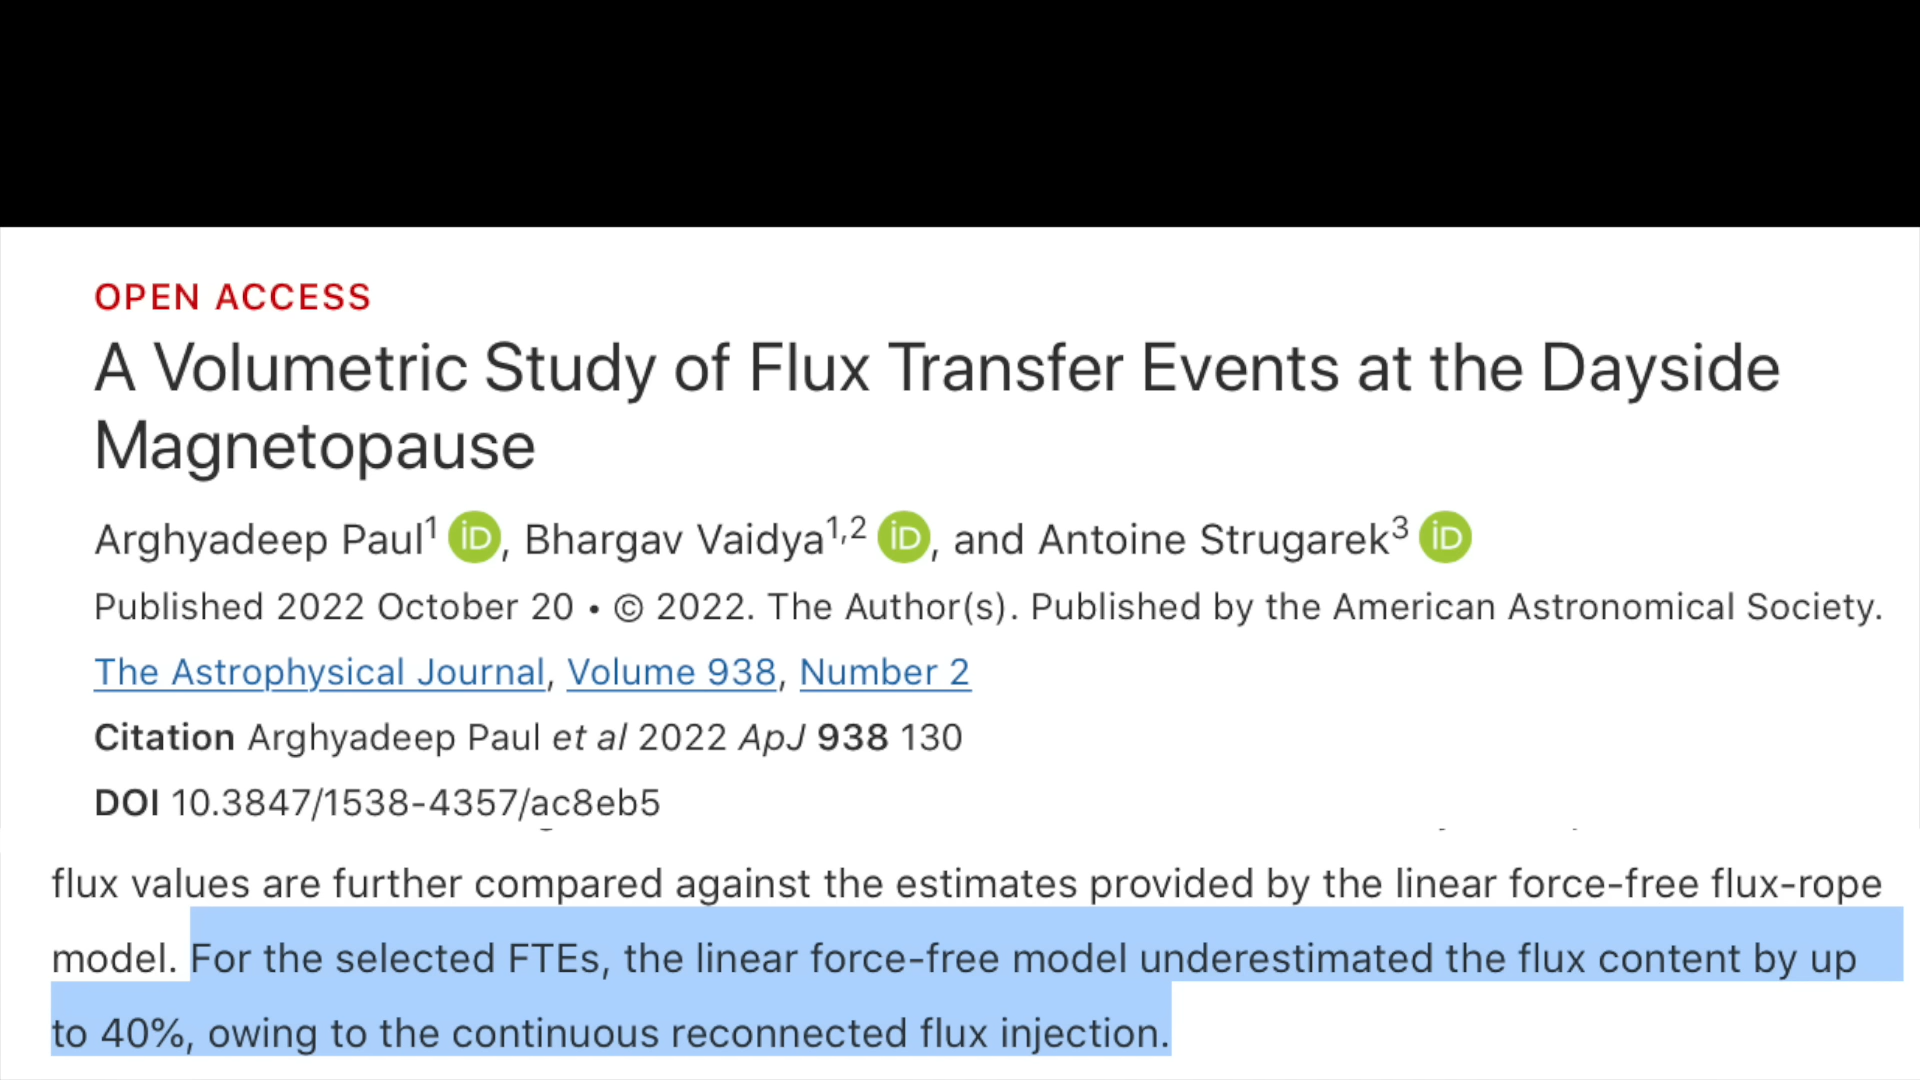 OPEN ACCESS
A Volumetric Study of Flux Transfer Events at the Dayside
Magnetopause
Arghyadeep Paul1 iD, Bhargav Vaidya1,2 iD, and Antoine Strugarek3 iD
Published 2022 October 20 • © 2022. The Author(s). Published by the American Astronomical Society.
The Astrophysical Journal, Volume 938, Number 2
Citation Arghyadeep Paul et al 2022 ApJ 938 130
DOI 10.3847/1538-4357/ac8eb5
flux values are further compared against the estimates provided by the linear force-free flux-rope
model. For the selected FTEs, the linear force-free model underestimated the flux content by up
to 40%, owing to the continuous reconnected flux injection.